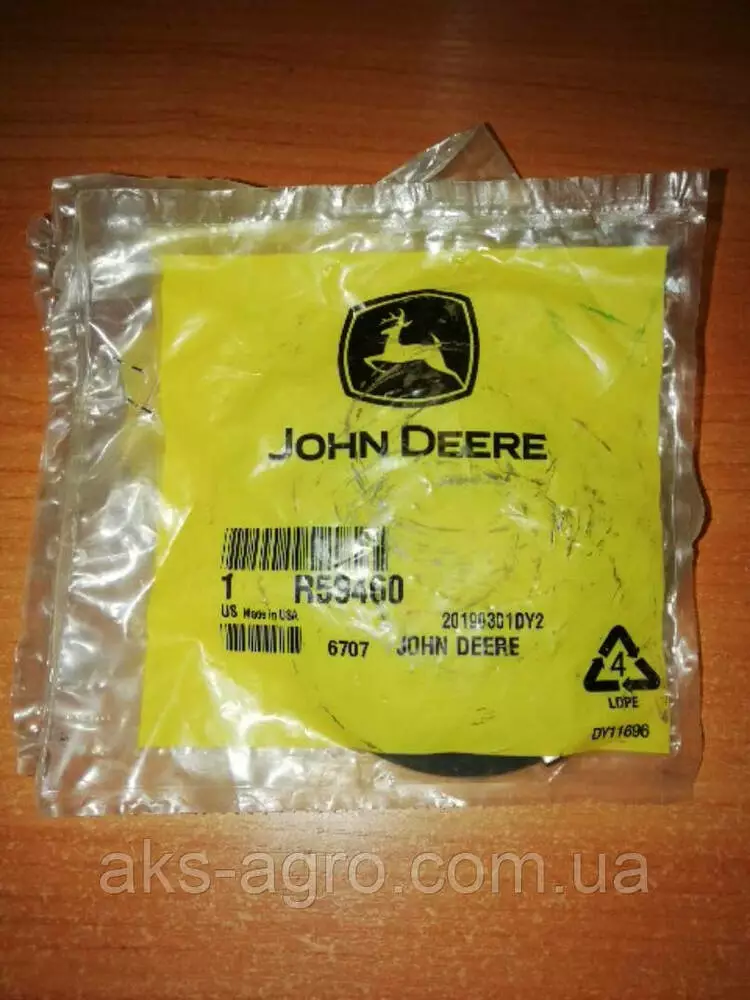 JOHN DEERE
1 R59460
US Made in USA
20190301DY2
6707 JOHN DEERE
4
LDPE
DY11696
aks-agro.com.ua